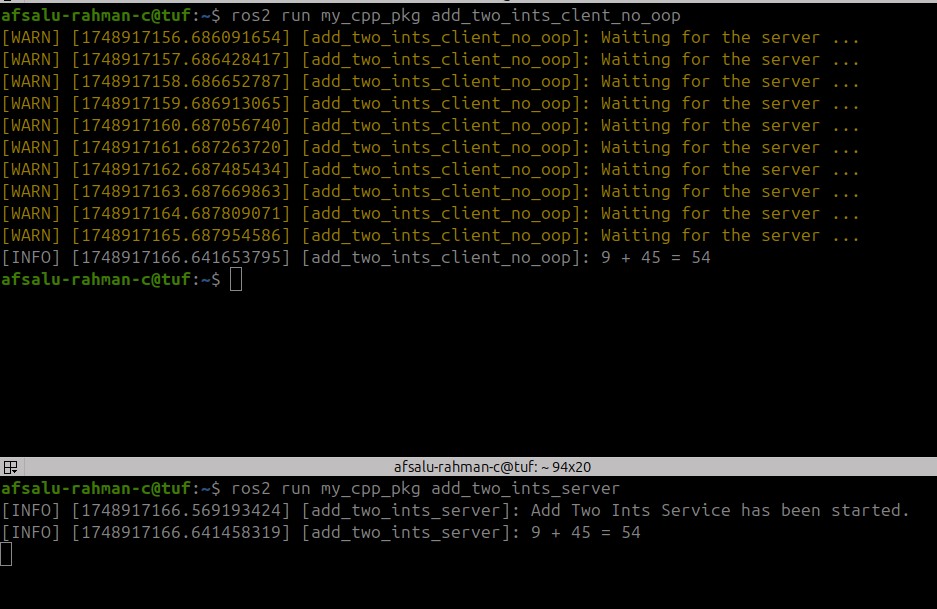 afsalu-rahman-c@tuf:~$ ros2 run my_cpp_pkg add_two_ints_clent_no_oop
[WARN] [1748917156.686091654] [add_two_ints_client_no_oop]: Waiting for the server ...
[WARN] [1748917157.686428417] [add_two_ints_client_no_oop]: Waiting for the server ...
[WARN] [1748917158.686652787] [add_two_ints_client_no_oop]: Waiting for the server ...
[WARN] [1748917159.686913065] [add_two_ints_client_no_oop]: Waiting for the server ...
[WARN] [1748917160.687056740] [add_two_ints_client_no_oop]: Waiting for the server ...
[WARN] [1748917161.687263720] [add_two_ints_client_no_oop]: Waiting for the server ...
[WARN] [1748917162.687485434] [add_two_ints_client_no_oop]: Waiting for the server ...
[WARN] [1748917163.687669863] [add_two_ints_client_no_oop]: Waiting for the server ...
[WARN] [1748917164.687809071] [add_two_ints_client_no_oop]: Waiting for the server ...
[WARN] [1748917165.687954586] [add_two_ints_client_no_oop]: Waiting for the server ...
[INFO] [1748917166.641653795] [add_two_ints_client_no_oop]: 9 + 45 = 54
afsalu-rahman-c@tuf:~$
afsalu-rahman-c@tuf: ~ 94x20
afsalu-rahman-c@tuf:~$ ros2 run my_cpp_pkg add_two_ints_server
[INFO] [1748917166.569193424] [add_two_ints_server]: Add Two Ints Service has been started.
[INFO] [1748917166.641458319] [add_two_ints_server]: 9 + 45 = 54